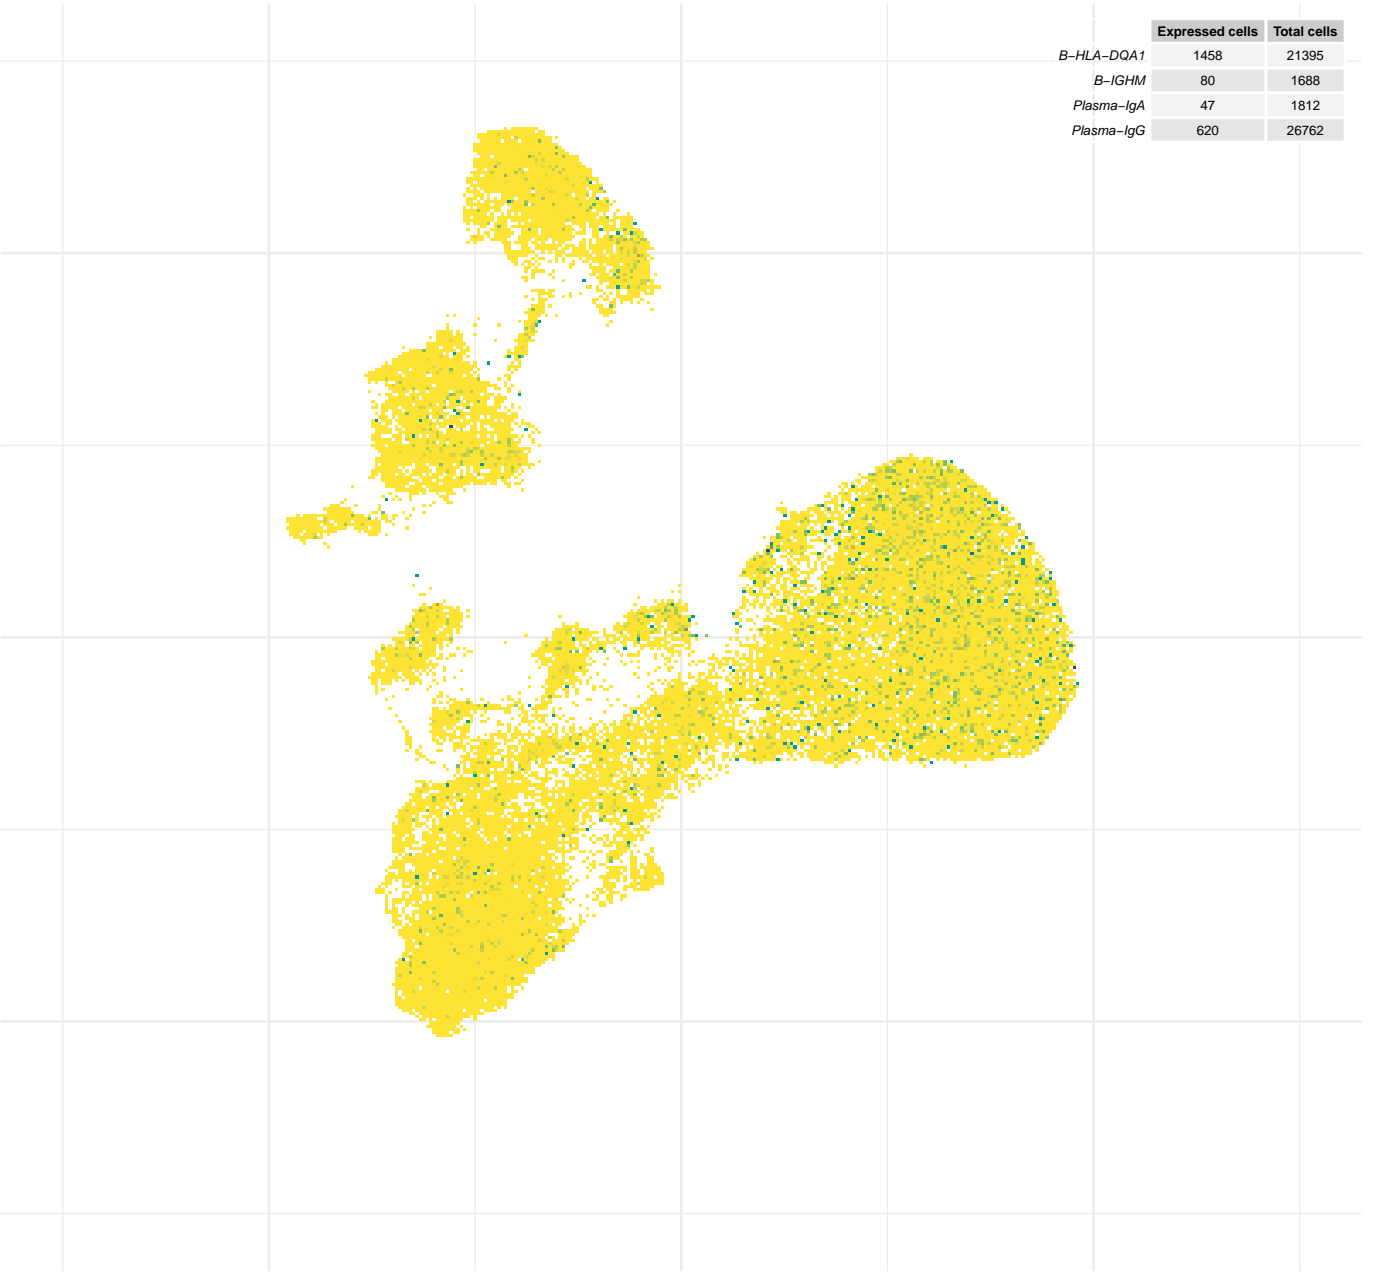 Expressed cells Total cells
B−HLA−DQA1 1458 21395
B−IGHM 80 1688
Plasma−IgA 47 1812
Plasma−IgG 620 26762